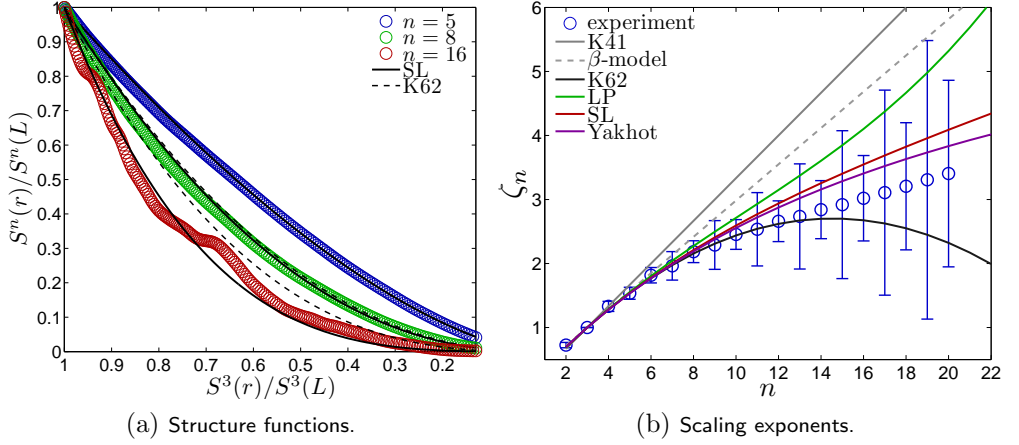 n = 5
n = 8
n = 16
SL
K62
S^n(r)/S^n(L)
1
0.9
0.8
0.7
0.6
0.5
0.4
0.3
0.2
0.1
0
1 0.9 0.8 0.7 0.6 0.5 0.4 0.3 0.2
S^3(r)/S^3(L)
(a) Structure functions.
experiment
K41
β-model
K62
LP
SL
Yakhot
ζ_n
6
5
4
3
2
1
2 4 6 8 10 12 14 16 18 20 22
n
(b) Scaling exponents.